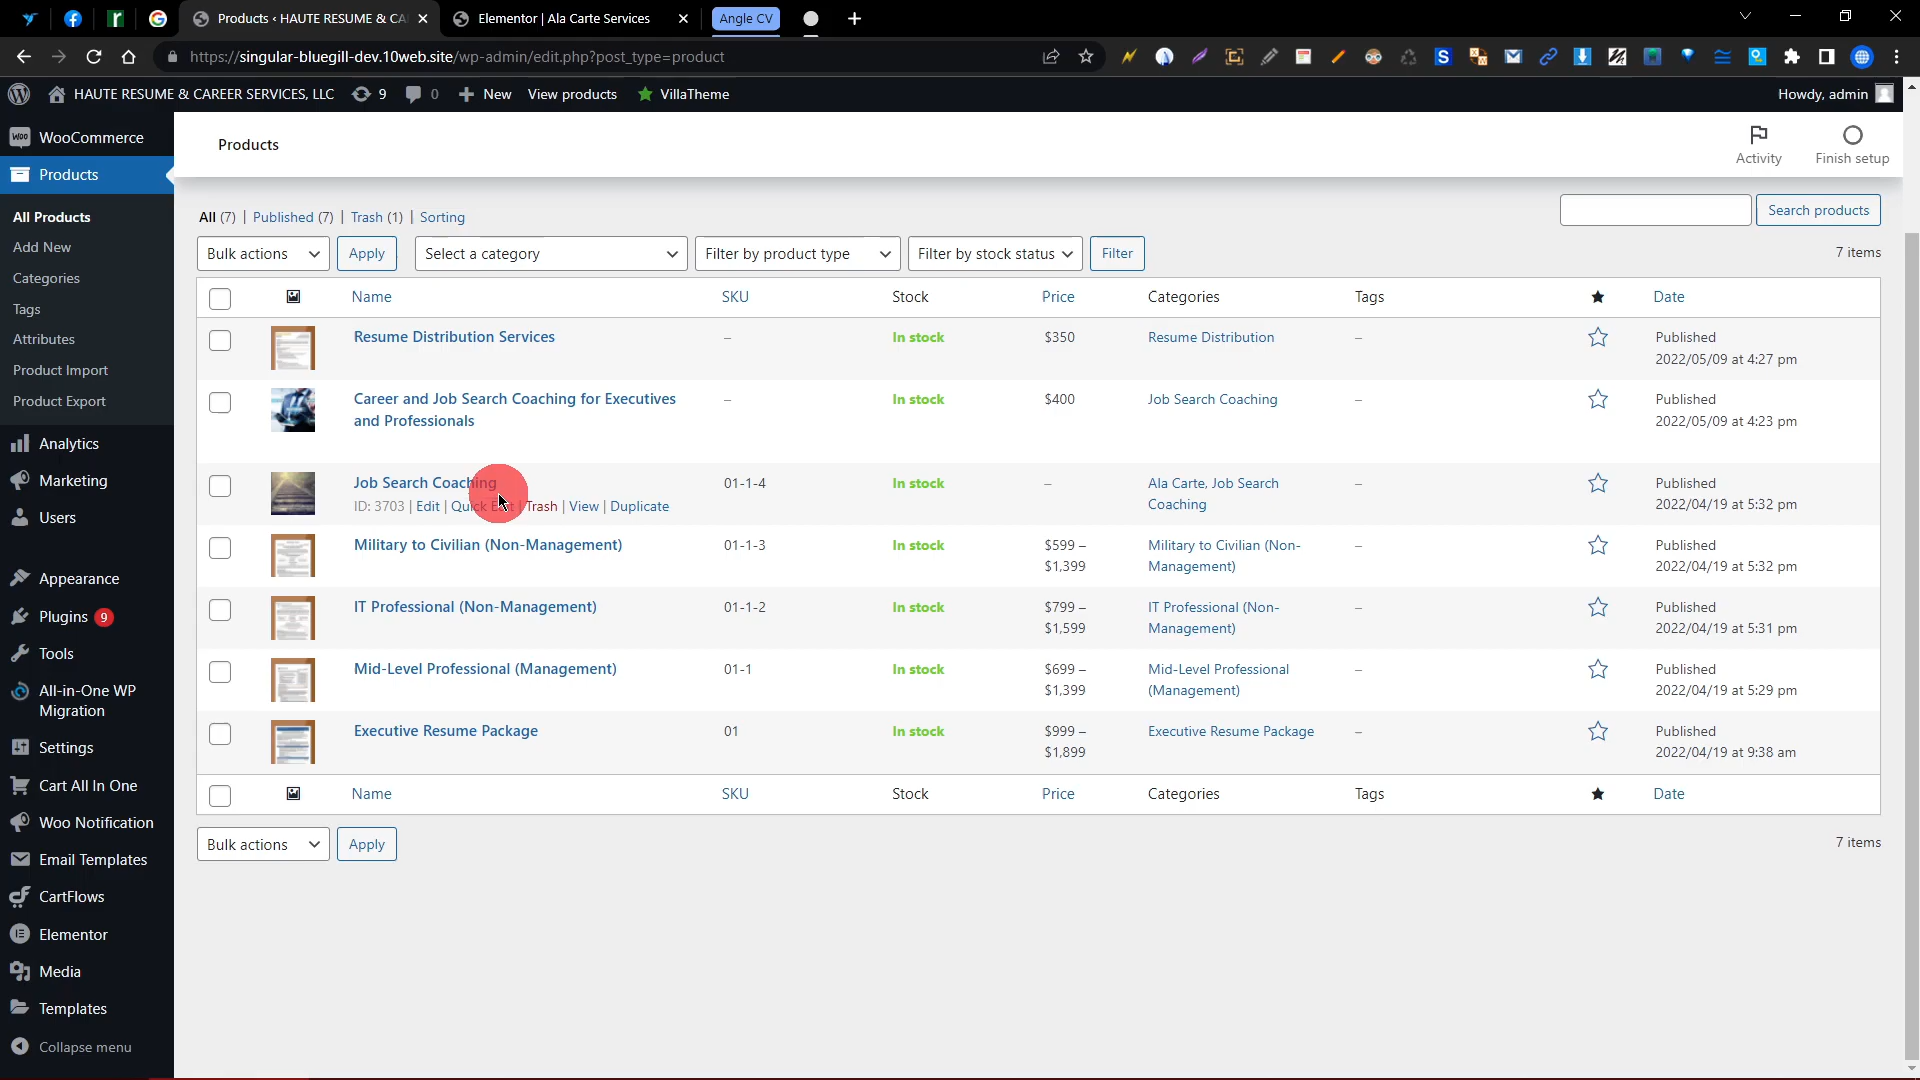 Products ‹ HAUTE RESUME & CA
Elementor | Ala Carte Services
Angle CV
https://singular-bluegill-dev.10web.site/wp-admin/edit.php?post_type=product
HAUTE RESUME & CAREER SERVICES, LLC
9
0
New
View products
VillaTheme
Howdy, admin
WooCommerce
Products
All Products
Add New
Categories
Tags
Attributes
Product Import
Product Export
Analytics
Marketing
Users
Appearance
Plugins 9
Tools
All-in-One WP
Migration
Settings
Cart All In One
Woo Notification
Email Templates
CartFlows
Elementor
Media
Templates
Collapse menu
Products
Activity
Finish setup
All (7) | Published (7) | Trash (1) | Sorting
Search products
Bulk actions
Apply
Select a category
Filter by product type
Filter by stock status
Filter
7 items
Name SKU Stock Price Categories Tags Date
Resume Distribution Services – In stock $350 Resume Distribution – Published
2022/05/09 at 4:27 pm
Career and Job Search Coaching for Executives – In stock $400 Job Search Coaching – Published
and Professionals 2022/05/09 at 4:23 pm
Job Search Coaching 01-1-4 In stock – Ala Carte, Job Search – Published
ID: 3703 | Edit | Quick | Trash | View | Duplicate Coaching 2022/04/19 at 5:32 pm
Military to Civilian (Non-Management) 01-1-3 In stock $599 – Military to Civilian (Non- – Published
$1,399 Management) 2022/04/19 at 5:32 pm
IT Professional (Non-Management) 01-1-2 In stock $799 – IT Professional (Non- – Published
$1,599 Management) 2022/04/19 at 5:31 pm
Mid-Level Professional (Management) 01-1 In stock $699 – Mid-Level Professional – Published
$1,399 (Management) 2022/04/19 at 5:29 pm
Executive Resume Package 01 In stock $999 – Executive Resume Package – Published
$1,899 2022/04/19 at 9:38 am
Name SKU Stock Price Categories Tags Date
Bulk actions
Apply
7 items